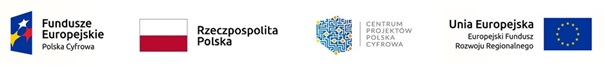 Fundusze
Europejskie
Polska Cyfrowa
Rzeczpospolita
Polska
CENTRUM
PROJEKTÓW
POLSKA
CYFROWA
Unia Europejska
Europejski Fundusz
Rozwoju Regionalnego